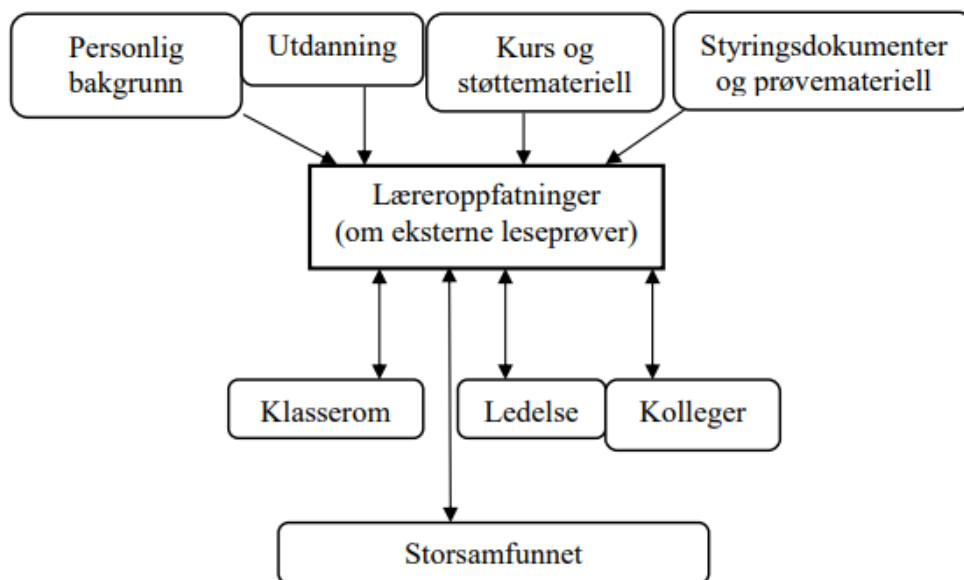 Personlig
bakgrunn
Utdanning
Kurs og
støttemateriell
Styringsdokumenter
og prøvemateriell
Læreroppfatninger
(om eksterne leseprøver)
Klasserom
Ledelse
Kolleger
Storsamfunnet